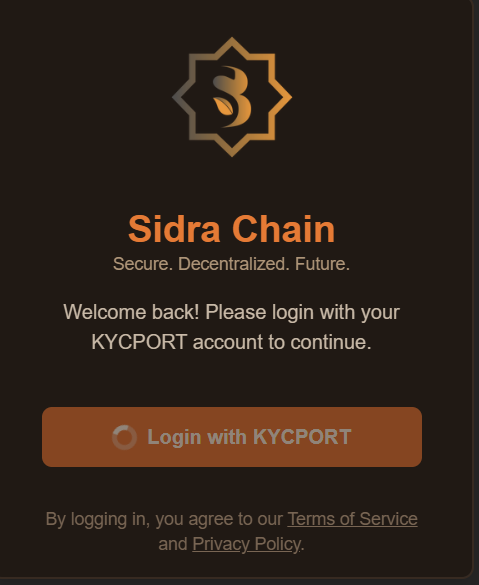 Sidra Chain
Secure. Decentralized. Future.
Welcome back! Please login with your
KYCPORT account to continue.
Login with KYCPORT
By logging in, you agree to our Terms of Service
and Privacy Policy.